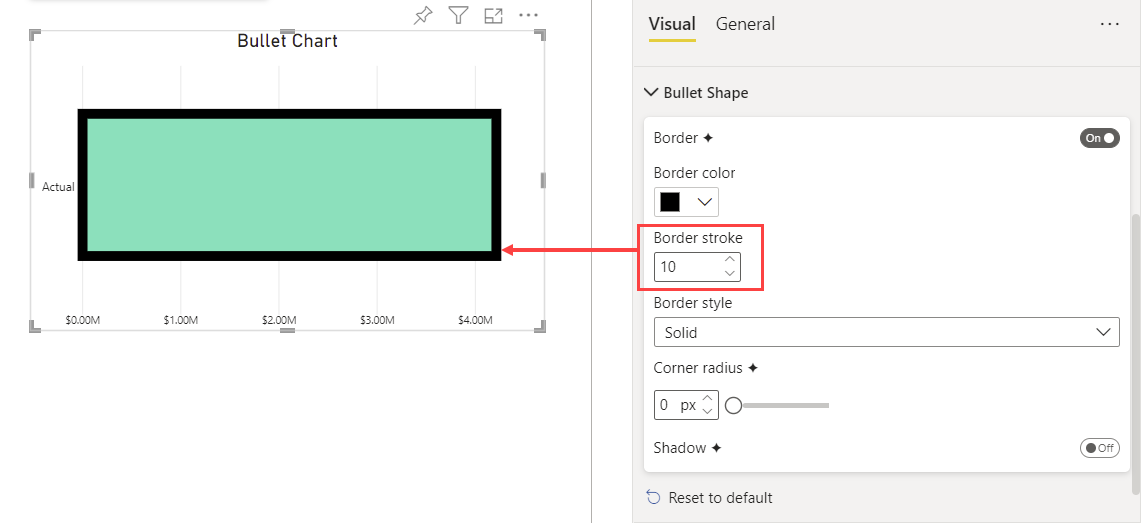 Bullet Chart
Actual
$0.00M $1.00M $2.00M $3.00M $4.00M
Visual General
Bullet Shape
Border
On
Border color
Border stroke
10
Border style
Solid
Corner radius
0 px
Shadow
Off
Reset to default